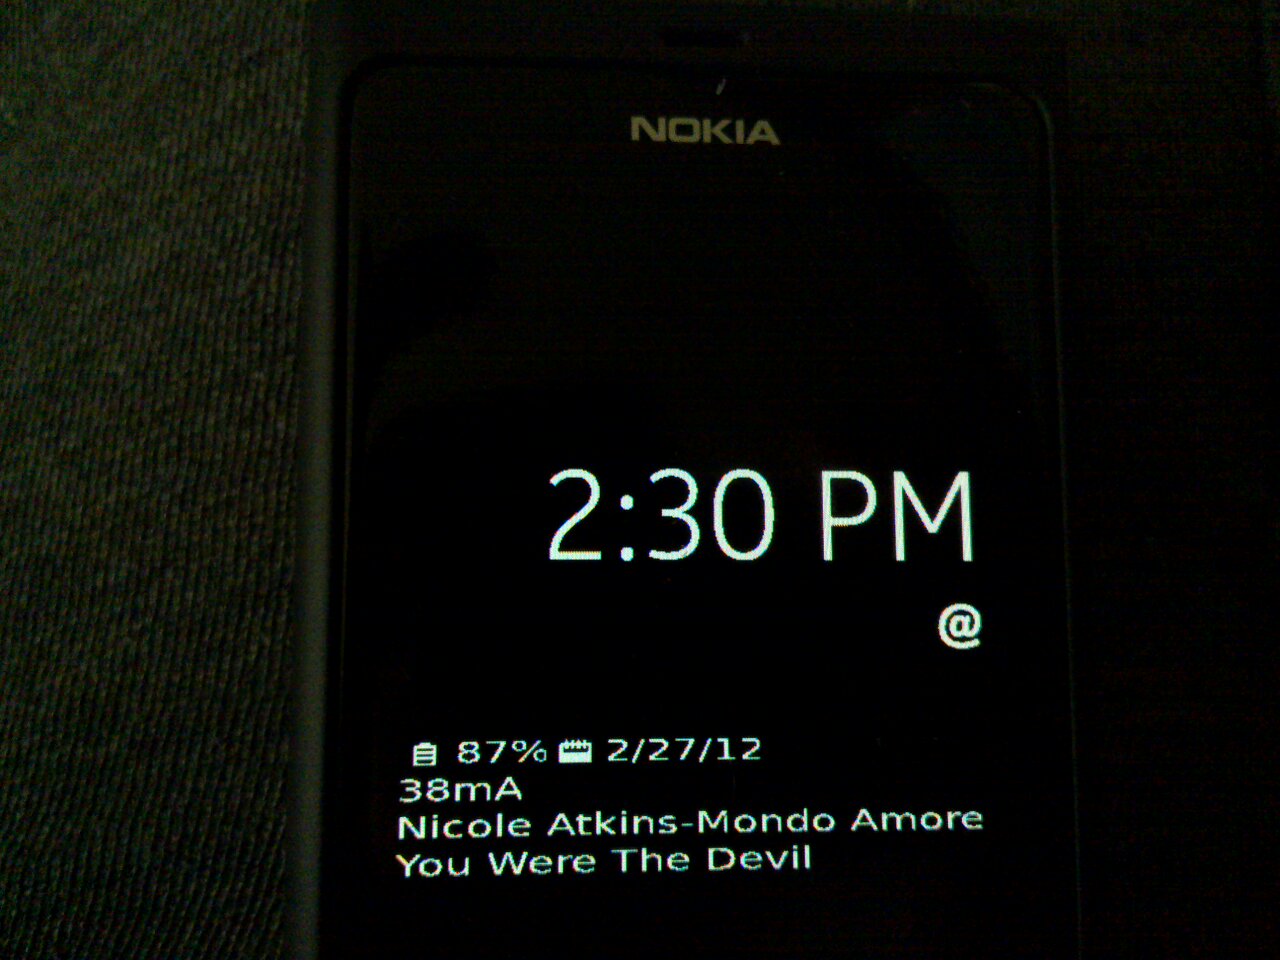 NOKIA
2:30 PM
@
87% 2/27/12
38mA
Nicole Atkins-Mondo Amore
You Were The Devil